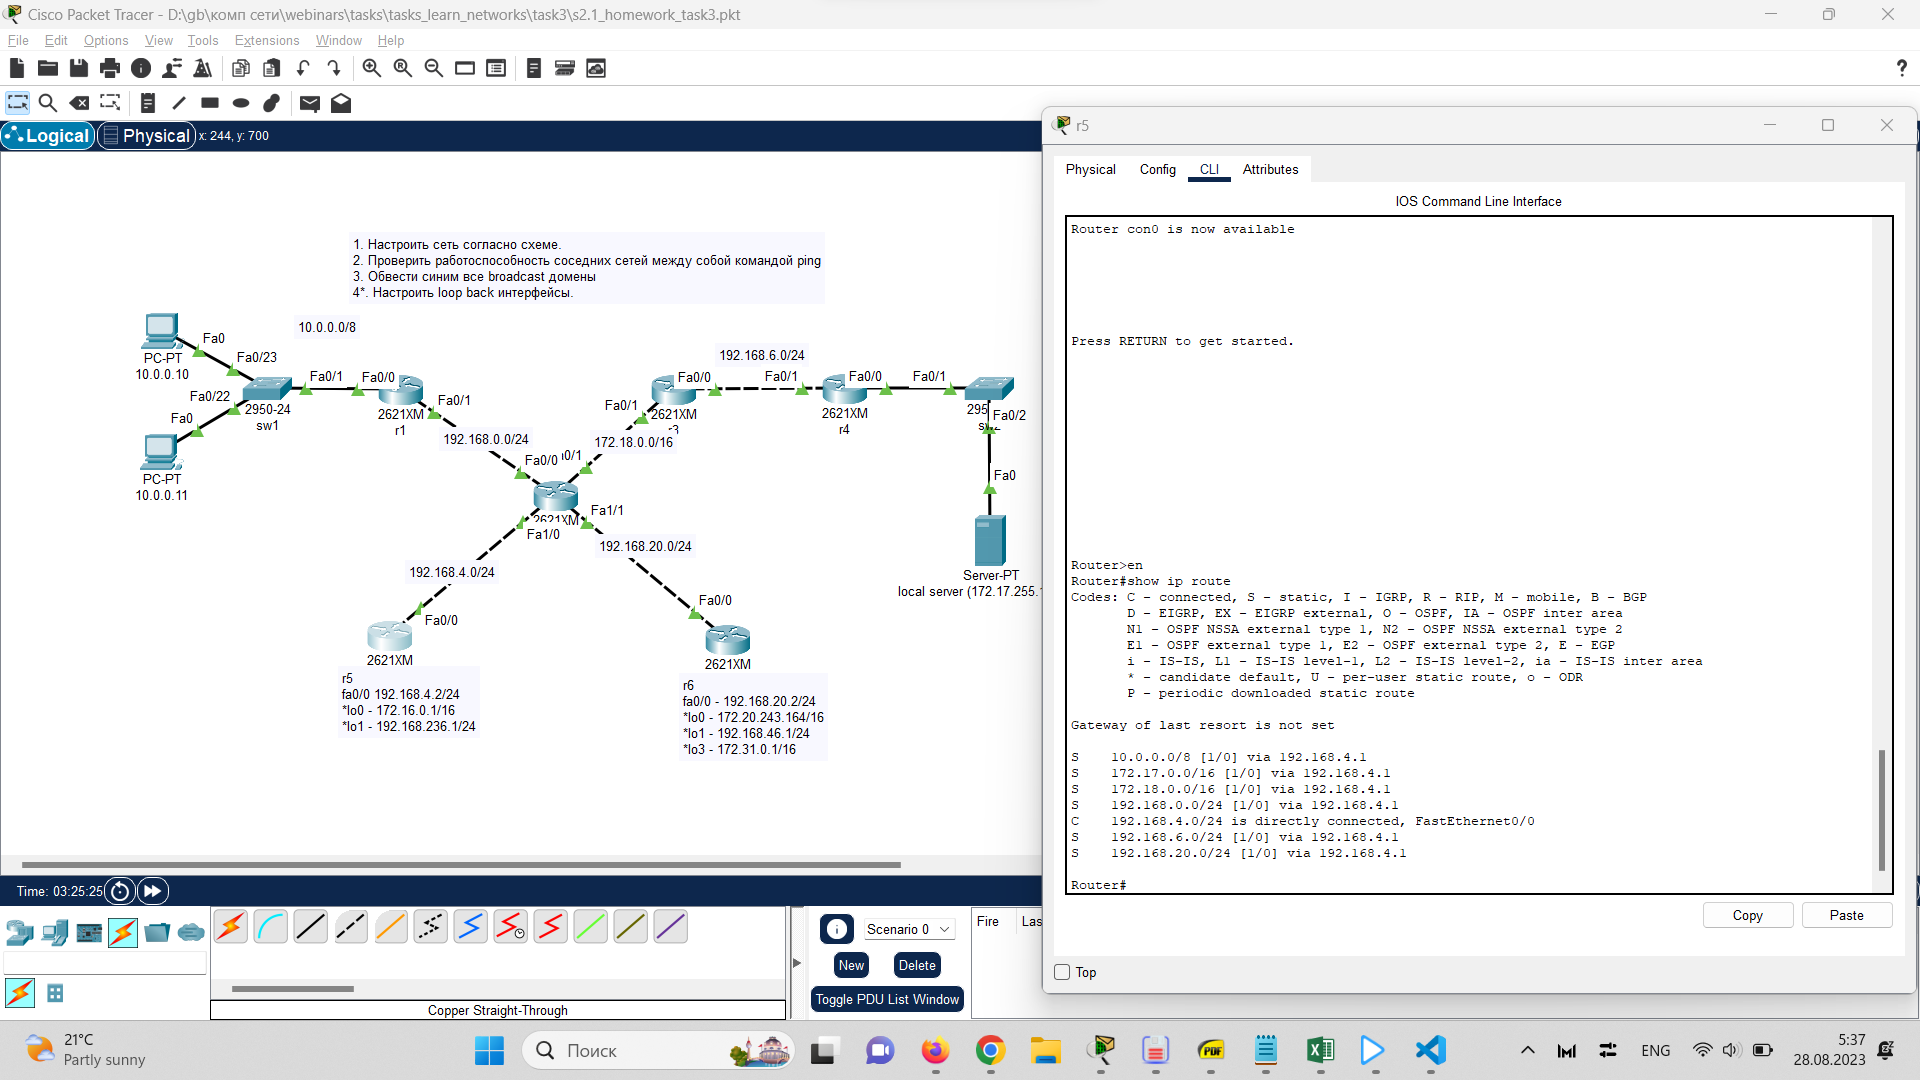 Cisco Packet Tracer - D:\gb\комп сети\webinars\tasks\tasks_learn_networks\task3\s2.1_homework_task3.pkt
File Edit Options View Tools Extensions Window Help
Logical Physical x: 244, y: 700
1. Настроить сеть согласно схеме.
2. Проверить работоспособность соседних сетей между собой командой ping
3. Обвести синим все broadcast домены
4*. Настроить loop back интерфейсы.
10.0.0.0/8
Fa0
PC-PT
10.0.0.10
Fa0/23
Fa0/22
Fa0
2950-24
sw1
PC-PT
10.0.0.11
Fa0/1
Fa0/0
2621XM
r1
Fa0/1
192.168.0.0/24
Fa0/0
2621XM
Fa0/1
172.18.0.0/16
2621XM
r3
Fa0/0
192.168.6.0/24
Fa0/1
Fa0/0
2621XM
r4
Fa0/1
Fa0/2
Fa0
Server-PT
local server (172.17.255.
Fa1/0
Fa1/1
192.168.4.0/24
192.168.20.0/24
Fa0/0
2621XM
r5
fa0/0 192.168.4.2/24
*lo0 - 172.16.0.1/16
*lo1 - 192.168.236.1/24
Fa0/0
2621XM
r6
fa0/0 - 192.168.20.2/24
*lo0 - 172.20.243.164/16
*lo1 - 192.168.46.1/24
*lo3 - 172.31.0.1/16
r5
Physical Config CLI Attributes
IOS Command Line Interface
Router con0 is now available
Press RETURN to get started.
Router>en
Router#show ip route
Codes: C - connected, S - static, I - IGRP, R - RIP, M - mobile, B - BGP
D - EIGRP, EX - EIGRP external, O - OSPF, IA - OSPF inter area
N1 - OSPF NSSA external type 1, N2 - OSPF NSSA external type 2
E1 - OSPF external type 1, E2 - OSPF external type 2, E - EGP
i - IS-IS, L1 - IS-IS level-1, L2 - IS-IS level-2, ia - IS-IS inter area
* - candidate default, U - per-user static route, o - ODR
P - periodic downloaded static route
Gateway of last resort is not set
S 10.0.0.0/8 [1/0] via 192.168.4.1
S 172.17.0.0/16 [1/0] via 192.168.4.1
S 172.18.0.0/16 [1/0] via 192.168.4.1
S 192.168.0.0/24 [1/0] via 192.168.4.1
C 192.168.4.0/24 is directly connected, FastEthernet0/0
S 192.168.6.0/24 [1/0] via 192.168.4.1
S 192.168.20.0/24 [1/0] via 192.168.4.1
Router#
Copy Paste
Top
Time: 03:25:25
Scenario 0
New Delete
Toggle PDU List Window
Fire Las
Copper Straight-Through
21°C
Partly sunny
Поиск
PDF
ENG
5:37
28.08.2023